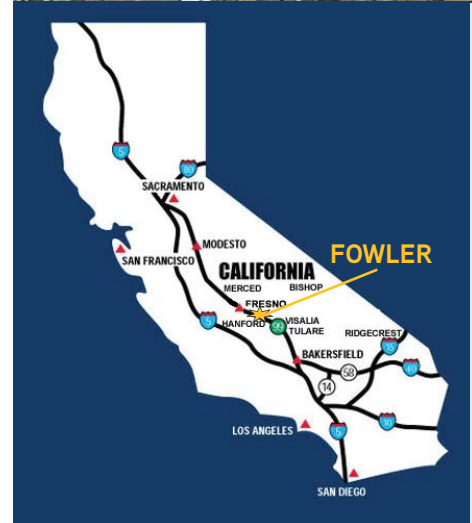 5
80
SACRAMENTO
MODESTO
SAN FRANCISCO
FOWLER
CALIFORNIA
MERCED
BISHOP
FRESNO
HANFORD
99
VISALIA
TULARE
5
RIDGECREST
15
BAKERSFIELD
58
40
14
LOS ANGELES
5
10
SAN DIEGO